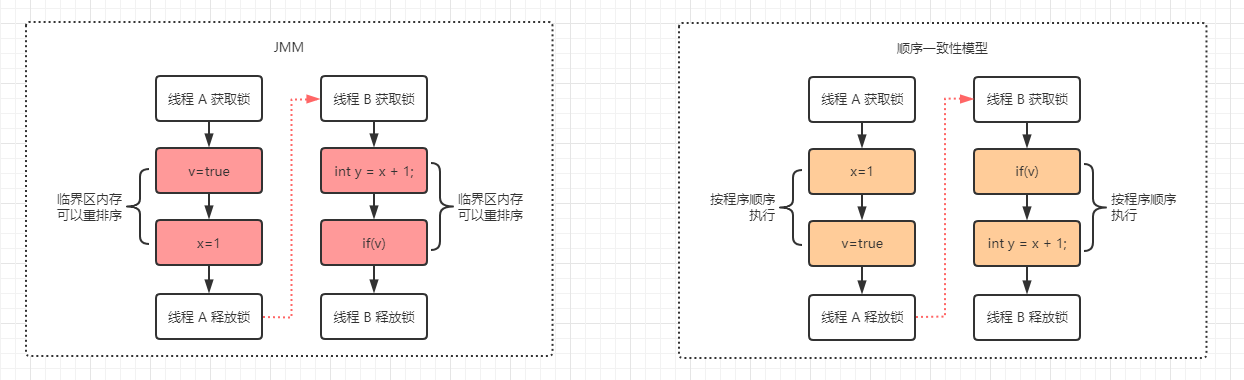 JMM
线程 A 获取锁
线程 B 获取锁
v=true
int y = x + 1;
临界区内存
可以重排序
临界区内存
可以重排序
x=1
if(v)
线程 A 释放锁
线程 B 释放锁
顺序一致性模型
线程 A 获取锁
线程 B 获取锁
x=1
if(v)
按程序顺序
执行
按程序顺序
执行
v=true
int y = x + 1;
线程 A 释放锁
线程 B 释放锁